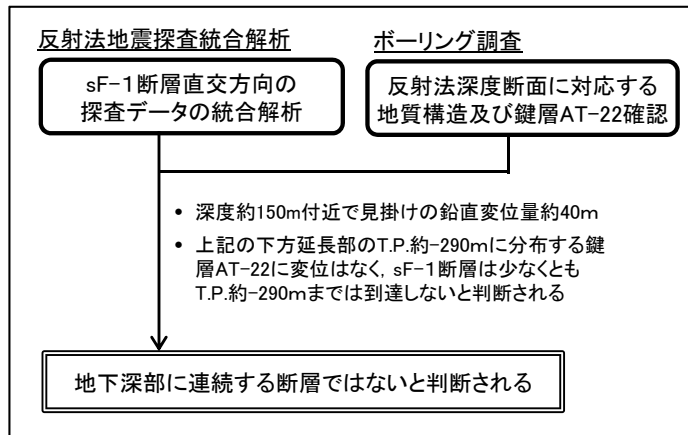 反射法地震探査統合解析
sF-1断層直交方向の
探査データの統合解析
ボーリング調査
反射法深度断面に対応する
地質構造及び鍵層AT-22確認
• 深度約150m付近で見掛けの鉛直変位量約40m
• 上記の下方延長部のT.P.約-290mに分布する鍵
層AT-22に変位はなく，sF-1断層は少なくとも
T.P.約-290mまでは到達しないと判断される
地下深部に連続する断層ではないと判断される